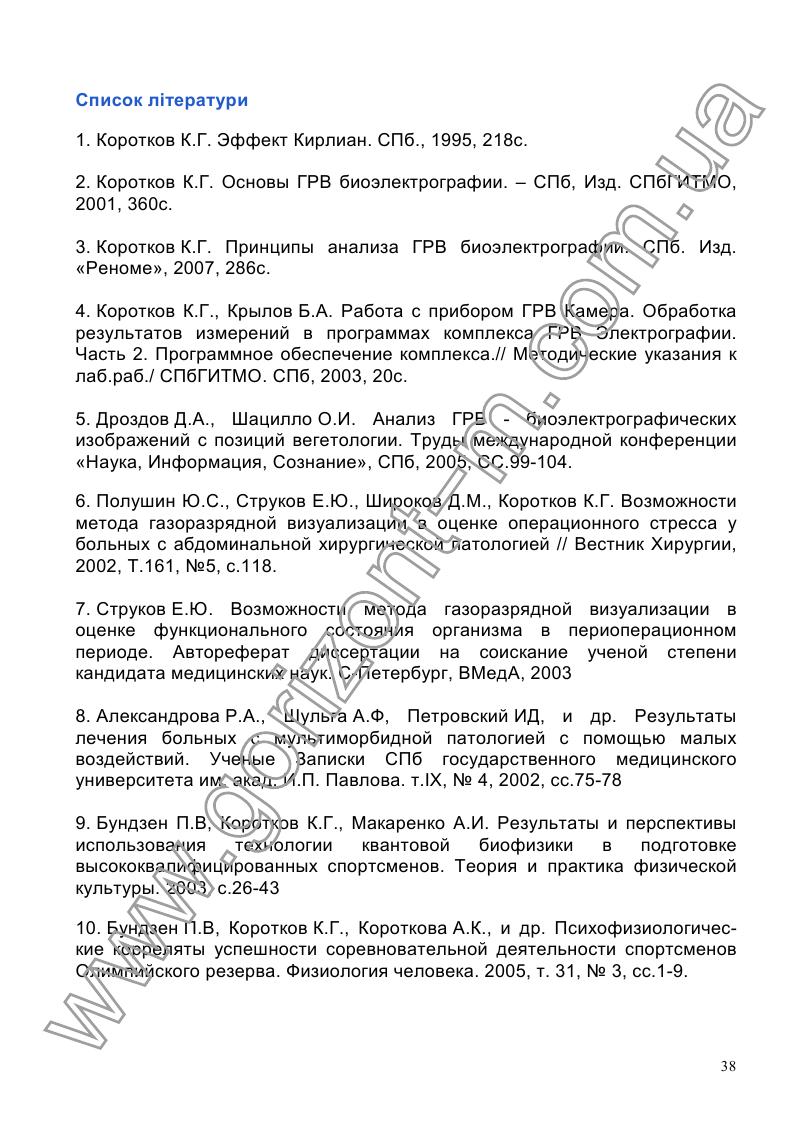 Список літератури
1. Коротков К.Г. Эффект Кирлиан. СПб., 1995, 218с.
2. Коротков К.Г. Основы ГРВ биоэлектрографии. – СПб, Изд. СПбГИТМО,
2001, 360с.
3. Коротков К.Г. Принципы анализа ГРВ биоэлектрографии. СПб. Изд.
«Реноме», 2007, 286с.
4. Коротков К.Г., Крылов Б.А. Работа с прибором ГРВ Камера. Обработка
результатов измерений в программах комплекса ГРВ Электрографии.
Часть 2. Программное обеспечение комплекса.// Методические указания к
лаб.раб./ СПбГИТМО. СПб, 2003, 20с.
5. Дроздов Д.А., Шацилло О.И. Анализ ГРВ - биоэлектрографических
изображений с позиций вегетологии. Труды международной конференции
«Наука, Информация, Сознание», СПб, 2005, СС.99-104.
6. Полушин Ю.С., Струков Е.Ю., Широков Д.М., Коротков К.Г. Возможности
метода газоразрядной визуализации в оценке операционного стресса у
больных с абдоминальной хирургической патологией // Вестник Хирургии,
2002, Т.161, №5, с.118.
7. Струков Е.Ю. Возможности метода газоразрядной визуализации в
оценке функционального состояния организма в периоперационном
периоде. Автореферат диссертации на соискание ученой степени
кандидата медицинских наук. С-Петербург, ВМедА, 2003
8. Александрова Р.А., Шульга А.Ф, Петровский ИД, и др. Результаты
лечения больных с мультиморбидной патологией с помощью малых
воздействий. Ученые Записки СПб государственного медицинского
университета им. акад. И.П. Павлова. т.IX, № 4, 2002, сс.75-78
9. Бундзен П.В, Коротков К.Г., Макаренко А.И. Результаты и перспективы
использования технологии квантовой биофизики в подготовке
высококвалифицированных спортсменов. Теория и практика физической
культуры. 2003, с.26-43
10. Бундзен П.В, Коротков К.Г., Короткова А.К., и др. Психофизиологичес-
кие корреляты успешности соревновательной деятельности спортсменов
Олимпийского резерва. Физиология человека. 2005, т. 31, № 3, сс.1-9.
38
www.gorizont-m.com.ua